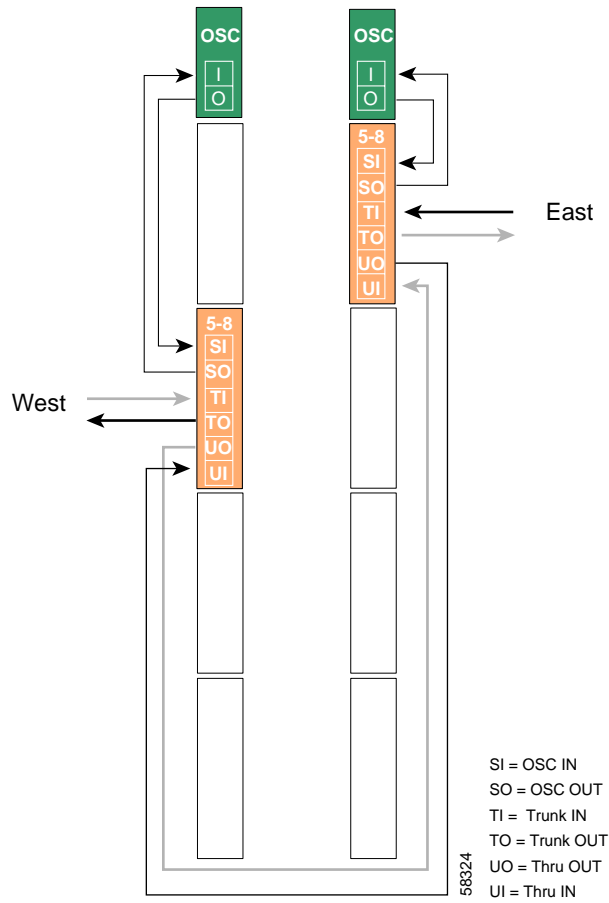 OSC
I
O
OSC
I
O
5-8
SI
SO
TI
TO
UO
UI
East
5-8
SI
SO
TI
TO
UO
UI
West
SI = OSC IN
SO = OSC OUT
TI = Trunk IN
TO = Trunk OUT
UO = Thru OUT
UI = Thru IN
58324